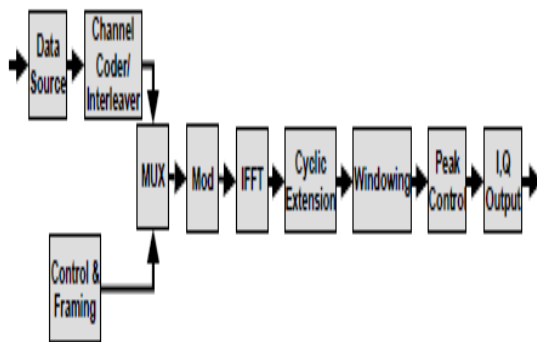 Data
Source
Channel
Coder/
Interleaver
MUX
Mod
IFFT
Cyclic
Extension
Windowing
Peak
Control
I,Q
Output
Control &
Framing